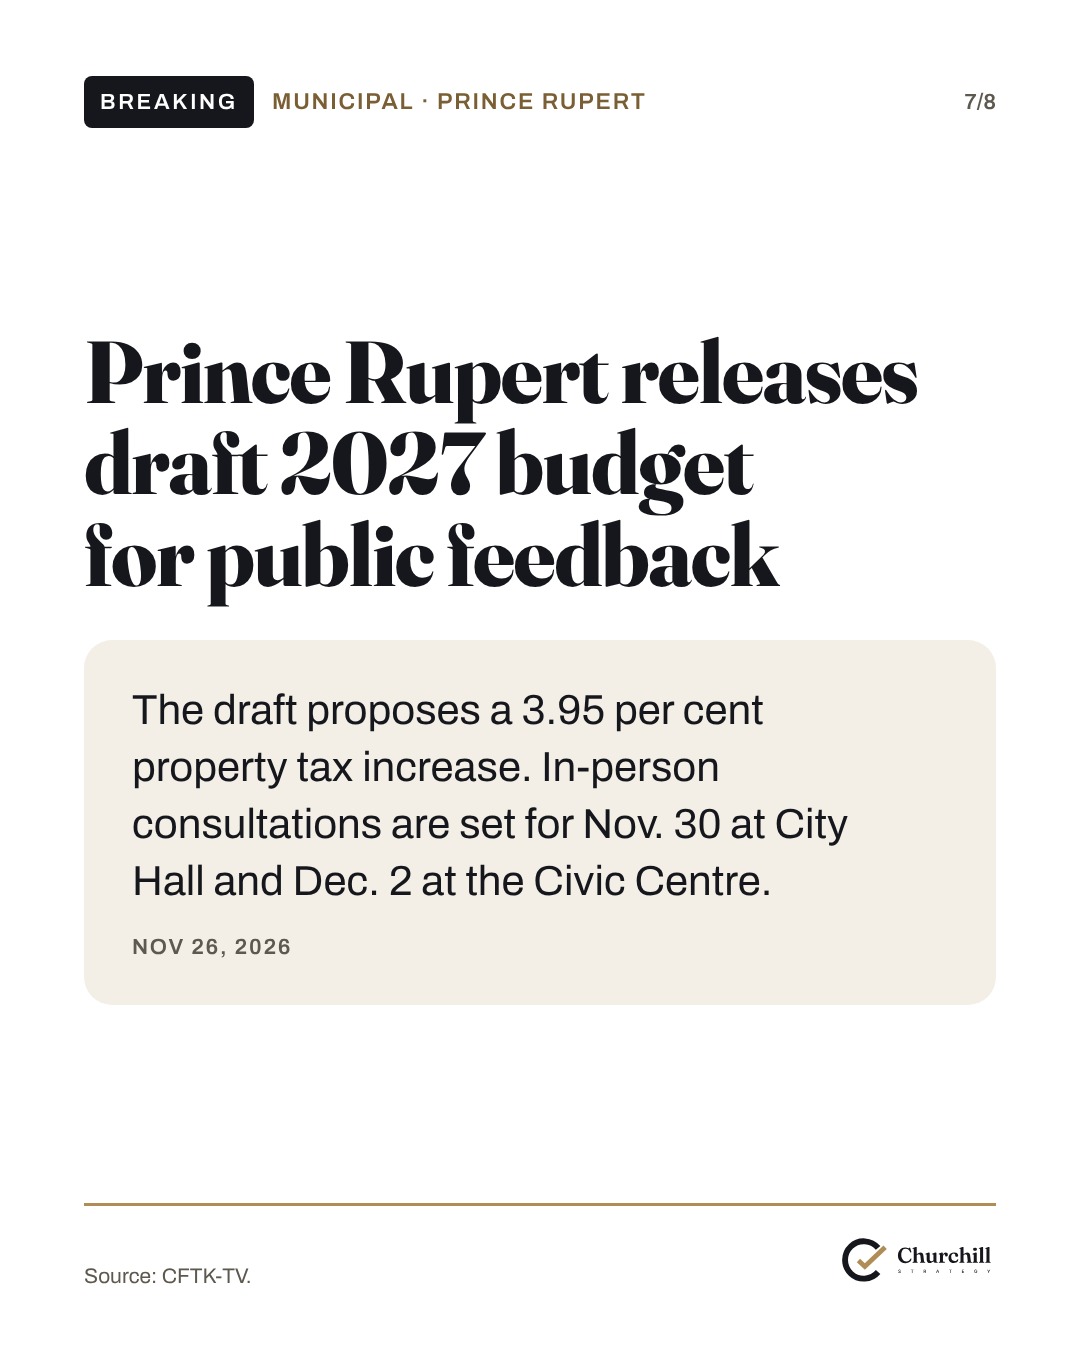 BREAKING MUNICIPAL · PRINCE RUPERT 7/8
Prince Rupert releases
draft 2027 budget
for public feedback
The draft proposes a 3.95 per cent
property tax increase. In-person
consultations are set for Nov. 30 at City
Hall and Dec. 2 at the Civic Centre.
NOV 26, 2026
Source: CFTK-TV.
Churchill
STRATEGY